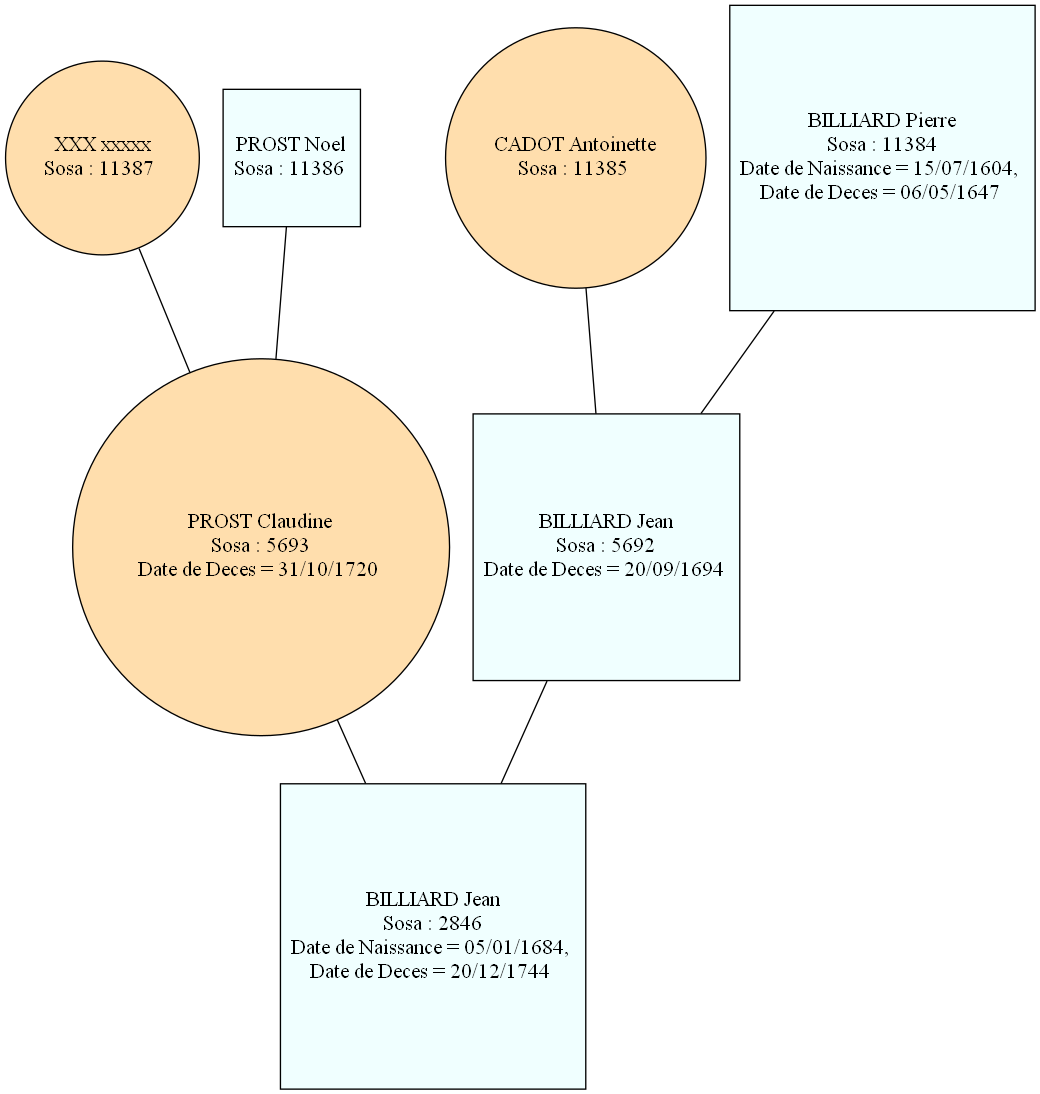 XXX xxxxx
Sosa : 11387
PROST Noel
Sosa : 11386
CADOT Antoinette
Sosa : 11385
BILLIARD Pierre
Sosa : 11384
Date de Naissance = 15/07/1604,
Date de Deces = 06/05/1647
PROST Claudine
Sosa : 5693
Date de Deces = 31/10/1720
BILLIARD Jean
Sosa : 5692
Date de Deces = 20/09/1694
BILLIARD Jean
Sosa : 2846
Date de Naissance = 05/01/1684,
Date de Deces = 20/12/1744